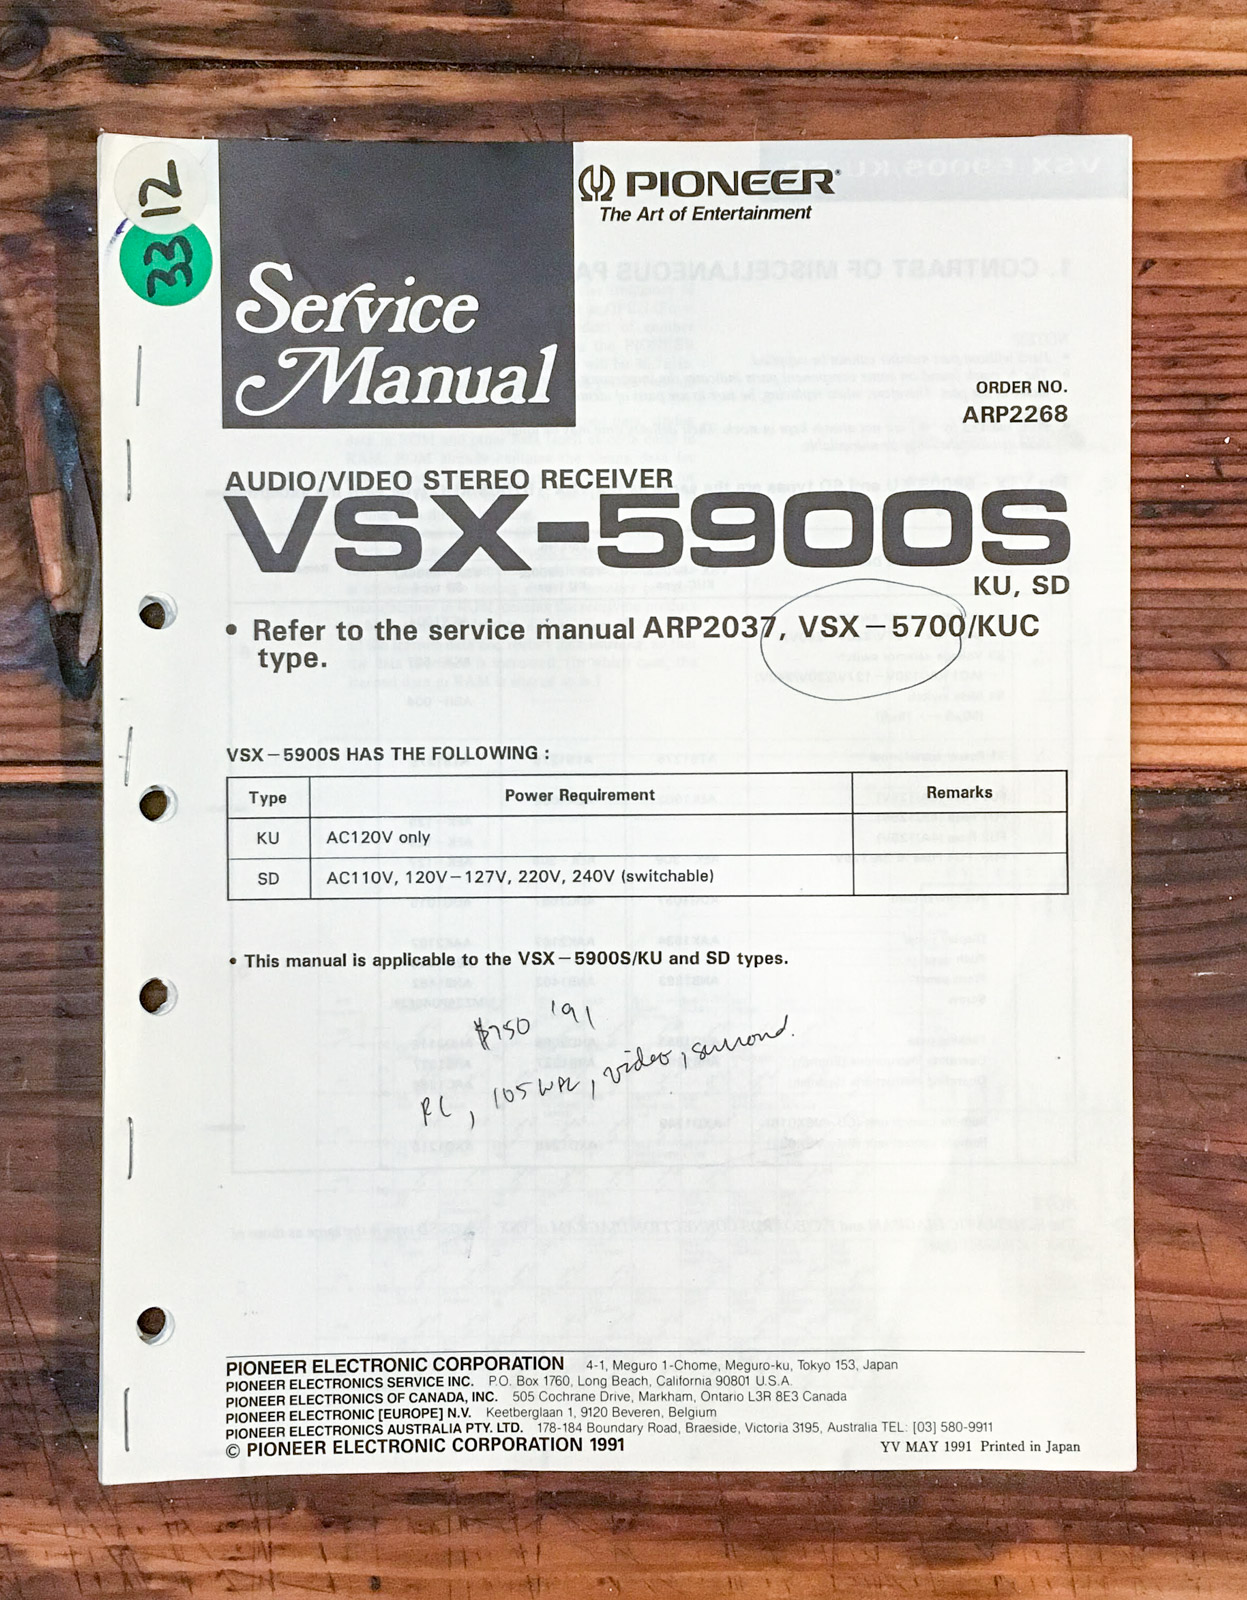 12
33
PIONEER®
The Art of Entertainment
Service
Manual
ORDER NO.
ARP2268
AUDIO/VIDEO STEREO RECEIVER
VSX-5900S
KU, SD
• Refer to the service manual ARP2037, VSX-5700/KUC
type.
VSX-5900S HAS THE FOLLOWING :
Type Power Requirement Remarks
KU AC120V only
SD AC110V, 120V-127V, 220V, 240V (switchable)
• This manual is applicable to the VSX-5900S/KU and SD types.
$750 '91
RC, 105 WPC, video, surround.
PIONEER ELECTRONIC CORPORATION 4-1, Meguro 1-Chome, Meguro-ku, Tokyo 153, Japan
PIONEER ELECTRONICS SERVICE INC. P.O. Box 1760, Long Beach, California 90801 U.S.A.
PIONEER ELECTRONICS OF CANADA, INC. 505 Cochrane Drive, Markham, Ontario L3R 8E3 Canada
PIONEER ELECTRONIC [EUROPE] N.V. Keetberglaan 1, 9120 Beveren, Belgium
PIONEER ELECTRONICS AUSTRALIA PTY. LTD. 178-184 Boundary Road, Braeside, Victoria 3195, Australia TEL: [03] 580-9911
© PIONEER ELECTRONIC CORPORATION 1991 YV MAY 1991 Printed in Japan